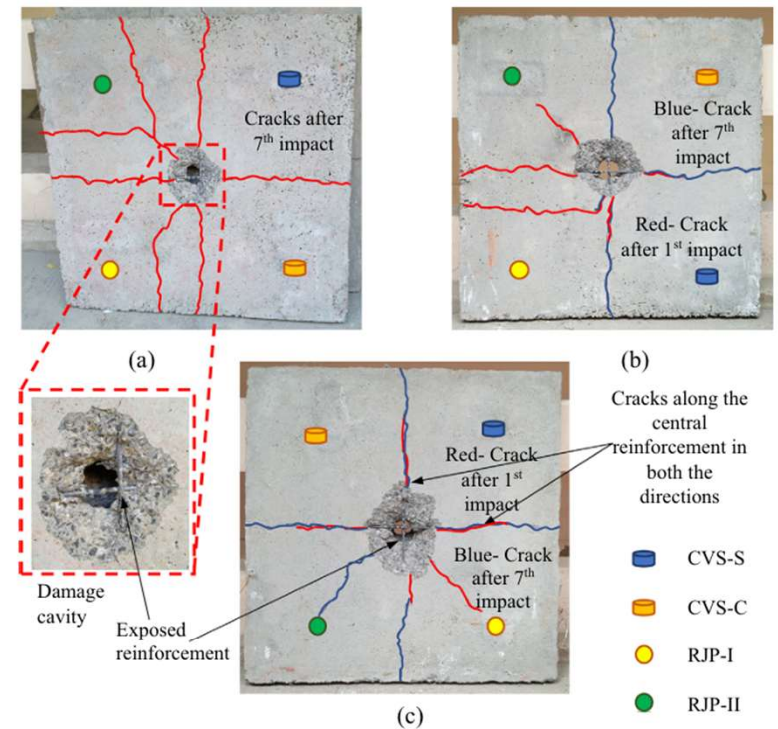 Cracks after
7th impact
Blue- Crack
after 7th
impact
Red- Crack
after 1st impact
(a)
(b)
Red- Crack
after 1st
impact
Blue- Crack
after 7th
impact
Cracks along the
central
reinforcement in
both the
directions
Damage
cavity
Exposed
reinforcement
CVS-S
CVS-C
RJP-I
RJP-II
(c)